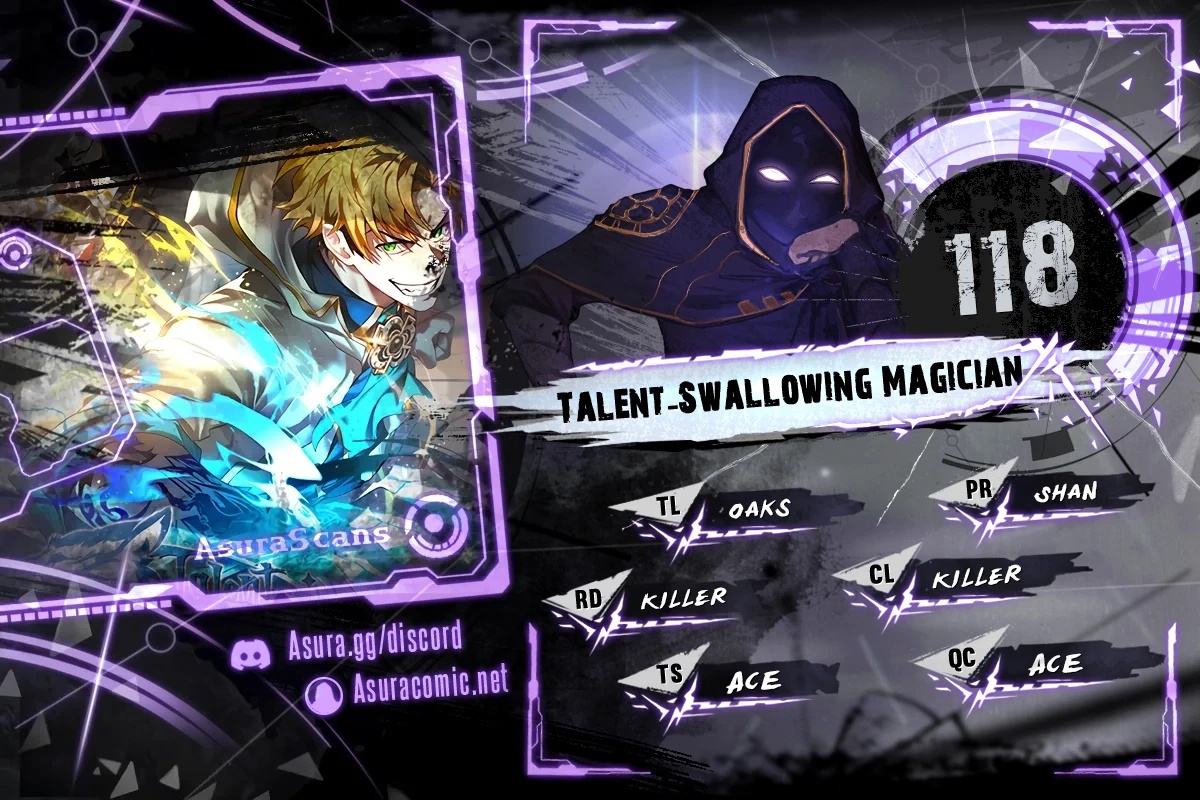 118
TALENT-SWALLOWING MAGICIAN
TL OAKS
PR SHAN
RD KILLER
CL KILLER
TS ACE
QC ACE
AsuraScans
Asura.gg/discord
Asuracomic.net